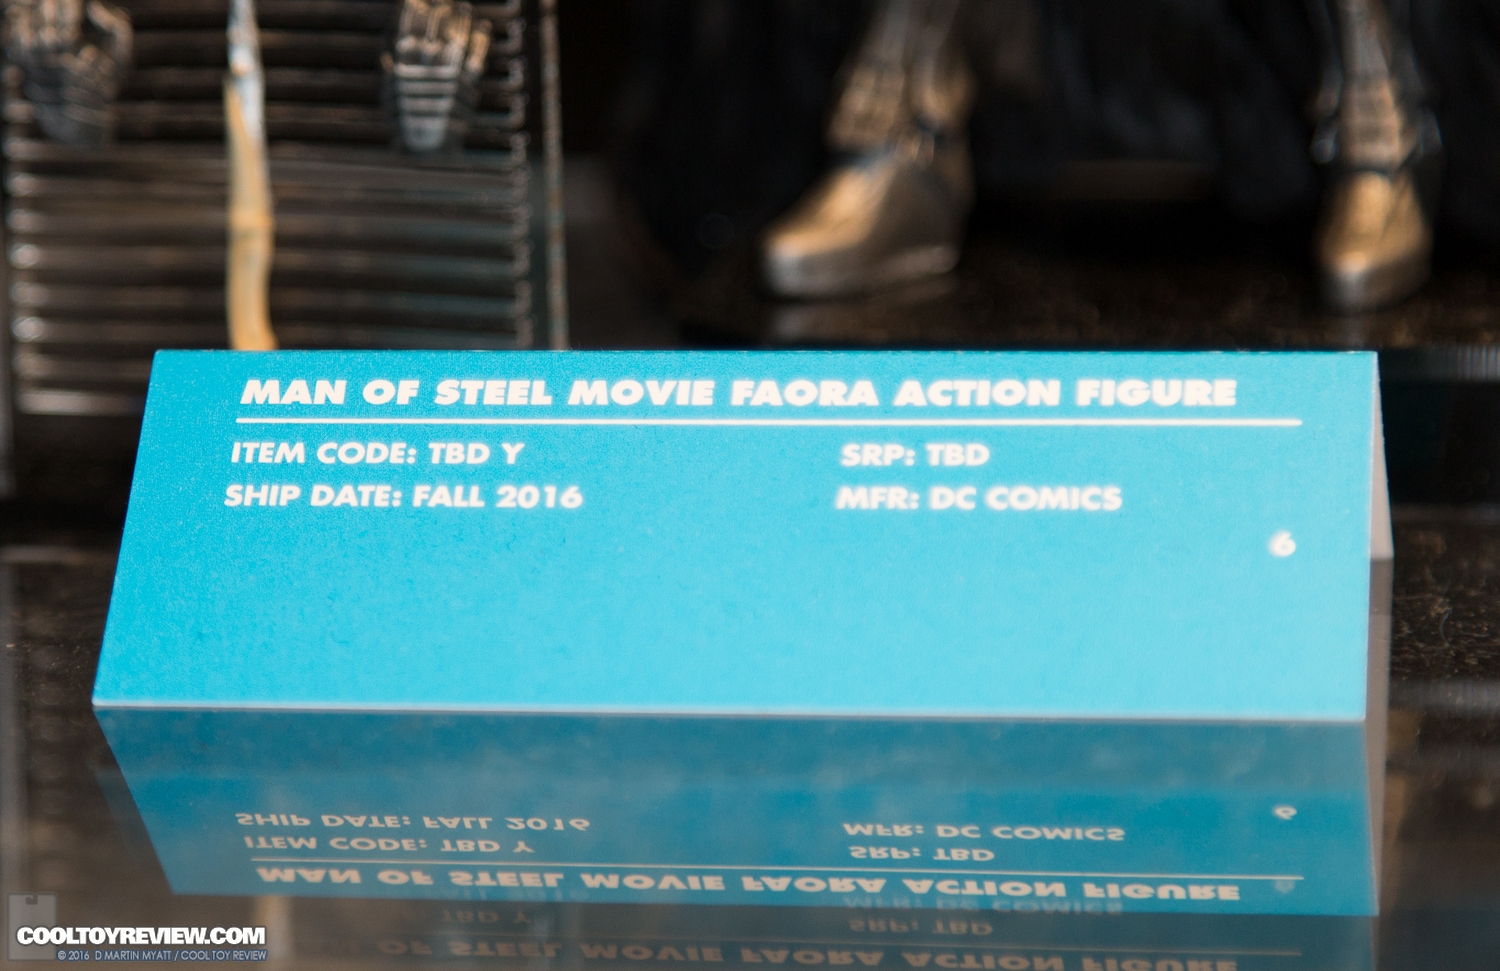 MAN OF STEEL MOVIE FAORA ACTION FIGURE
ITEM CODE: TBD Y
SRP: TBD
SHIP DATE: FALL 2016
MFR: DC COMICS
6
COOLTOYREVIEW.COM
© 2016 D MARTIN MYATT / COOL TOY REVIEW